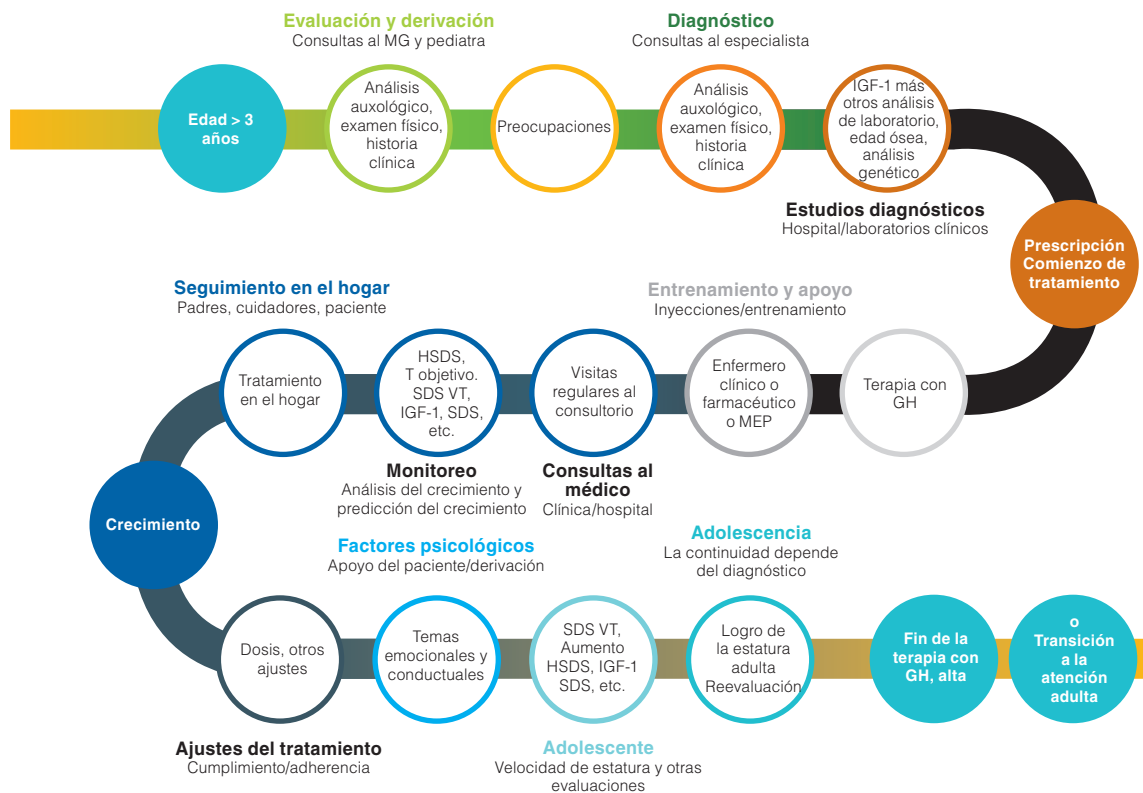 Evaluación y derivación
Consultas al MG y pediatra
Diagnóstico
Consultas al especialista
Edad > 3
años
Análisis
auxológico,
examen físico,
historia
clínica
Preocupaciones
Análisis
auxológico,
examen físico,
historia
clínica
IGF-1 más
otros análisis
de laboratorio,
edad ósea,
análisis
genético
Estudios diagnósticos
Hospital/laboratorios clínicos
Prescripción
Comienzo de
tratamiento
Seguimiento en el hogar
Padres, cuidadores, paciente
Entrenamiento y apoyo
Inyecciones/entrenamiento
Tratamiento
en el hogar
HSDS,
T objetivo.
SDS VT,
IGF-1, SDS,
etc.
Visitas
regulares al
consultorio
Enfermero
clínico o
farmacéutico
o MEP
Terapia con
GH
Monitoreo
Análisis del crecimiento y
predicción del crecimiento
Consultas al
médico
Clínica/hospital
Crecimiento
Factores psicológicos
Apoyo del paciente/derivación
Adolescencia
La continuidad depende
del diagnóstico
Dosis, otros
ajustes
Temas
emocionales y
conductuales
SDS VT,
Aumento
HSDS, IGF-1
SDS, etc.
Logro de
la estatura
adulta
Reevaluación
Fin de la
terapia con
GH, alta
o
Transición
a la
atención
adulta
Ajustes del tratamiento
Cumplimiento/adherencia
Adolescente
Velocidad de estatura y otras
evaluaciones